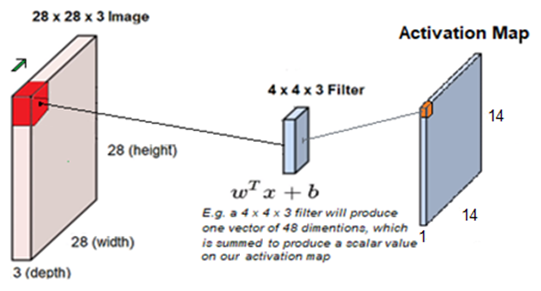 28 x 28 x 3 Image
Activation Map
4 x 4 x 3 Filter
14
28 (height)
w^T x + b
E.g. a 4 x 4 x 3 filter will produce
one vector of 48 dimentions, which
is summed to produce a scalar value
on our activation map
14
1
28 (width)
3 (depth)